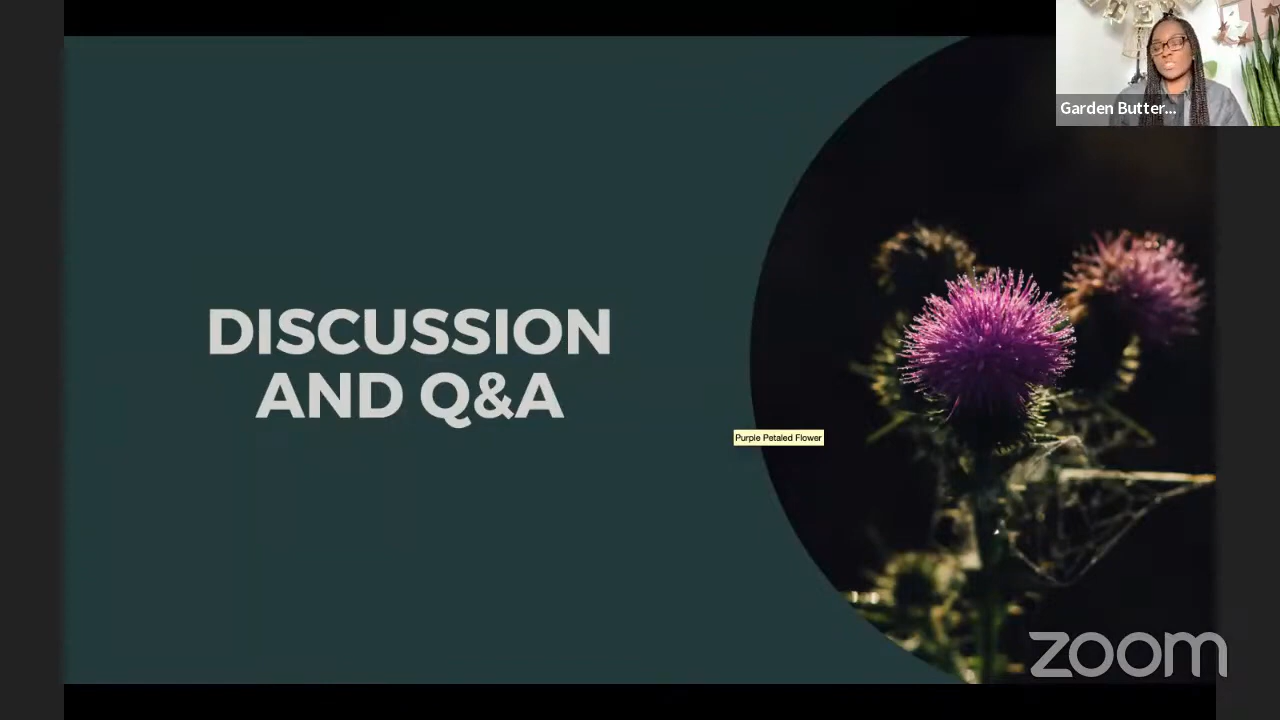 Garden Butter...
DISCUSSION
AND Q&A
Purple Petaled Flower
zoom